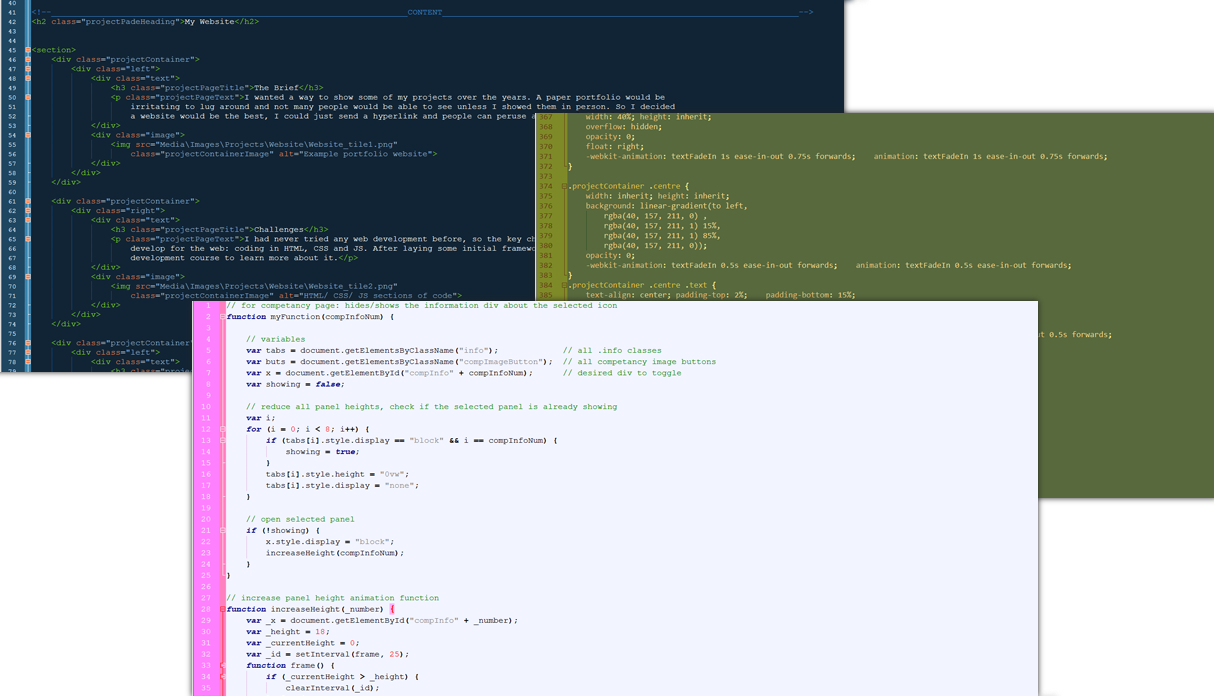 40
41 <!--______CONTENT______-->
42 <h2 class="projectPadeHeading">My Website</h2>
43
44
45 <section>
46 <div class="projectContainer">
47 <div class="left">
48 <div class="text">
49 <h3 class="projectPageTitle">The Brief</h3>
50 <p class="projectPageText">I wanted a way to show some of my projects over the years. A paper portfolio would be
51 irritating to lug around and not many people would be able to see unless I showed them in person. So I decided
52 a website would be the best, I could just send a hyperlink and people can peruse
53 </div>
54 <div class="image">
55 <img src="Media\Images\Projects\Website\Website_tile1.png"
56 class="projectContainerImage" alt="Example portfolio website">
57 </div>
58 </div>
59 </div>
60
61 <div class="projectContainer">
62 <div class="right">
63 <div class="text">
64 <h3 class="projectPageTitle">Challenges</h3>
65 <p class="projectPageText">I had never tried any web development before, so the key ch
66 develop for the web: coding in HTML, CSS and JS. After laying some initial framew
67 development course to learn more about it.</p>
68 </div>
69 <div class="image">
70 <img src="Media\Images\Projects\Website\Website_tile2.png"
71 class="projectContainerImage" alt="HTML/ CSS/ JS sections of code">
72 </div>
73 </div>
74 </div>
75
76 <div class="projectContainer"
77 <div class="left">
78 <div class="text">
79 <h3 class="projec
367 width: 40%; height: inherit;
368 overflow: hidden;
369 opacity: 0;
370 float: right;
371 -webkit-animation: textFadeIn 1s ease-in-out 0.75s forwards; animation: textFadeIn 1s ease-in-out 0.75s forwards;
372 }
373
374 .projectContainer .centre {
375 width: inherit; height: inherit;
376 background: linear-gradient(to left,
377 rgba(40, 157, 211, 0) ,
378 rgba(40, 157, 211, 1) 15%,
379 rgba(40, 157, 211, 1) 85%,
380 rgba(40, 157, 211, 0));
381 opacity: 0;
382 -webkit-animation: textFadeIn 0.5s ease-in-out forwards; animation: textFadeIn 0.5s ease-in-out forwards;
383 }
384 .projectContainer .centre .text {
385 text-align: center; padding-top: 2%; padding-bottom: 15%;
ut 0.5s forwards;
1 // for competancy page: hides/shows the information div about the selected icon
2 function myFunction(compInfoNum) {
3
4 // variables
5 var tabs = document.getElementsByClassName("info"); // all .info classes
6 var buts = document.getElementsByClassName("compImageButton"); // all competancy image buttons
7 var x = document.getElementById("compInfo" + compInfoNum); // desired div to toggle
8 var showing = false;
9
10 // reduce all panel heights, check if the selected panel is already showing
11 var i;
12 for (i = 0; i < 8; i++) {
13 if (tabs[i].style.display == "block" && i == compInfoNum) {
14 showing = true;
15 }
16 tabs[i].style.height = "0vw";
17 tabs[i].style.display = "none";
18 }
19
20 // open selected panel
21 if (!showing) {
22 x.style.display = "block";
23 increaseHeight(compInfoNum);
24 }
25 }
26
27 // increase panel height animation function
28 function increaseHeight(_number) {
29 var _x = document.getElementById("compInfo" + _number);
30 var _height = 18;
31 var _currentHeight = 0;
32 var _id = setInterval(frame, 25);
33 function frame() {
34 if (_currentHeight > _height) {
35 clearInterval(_id);